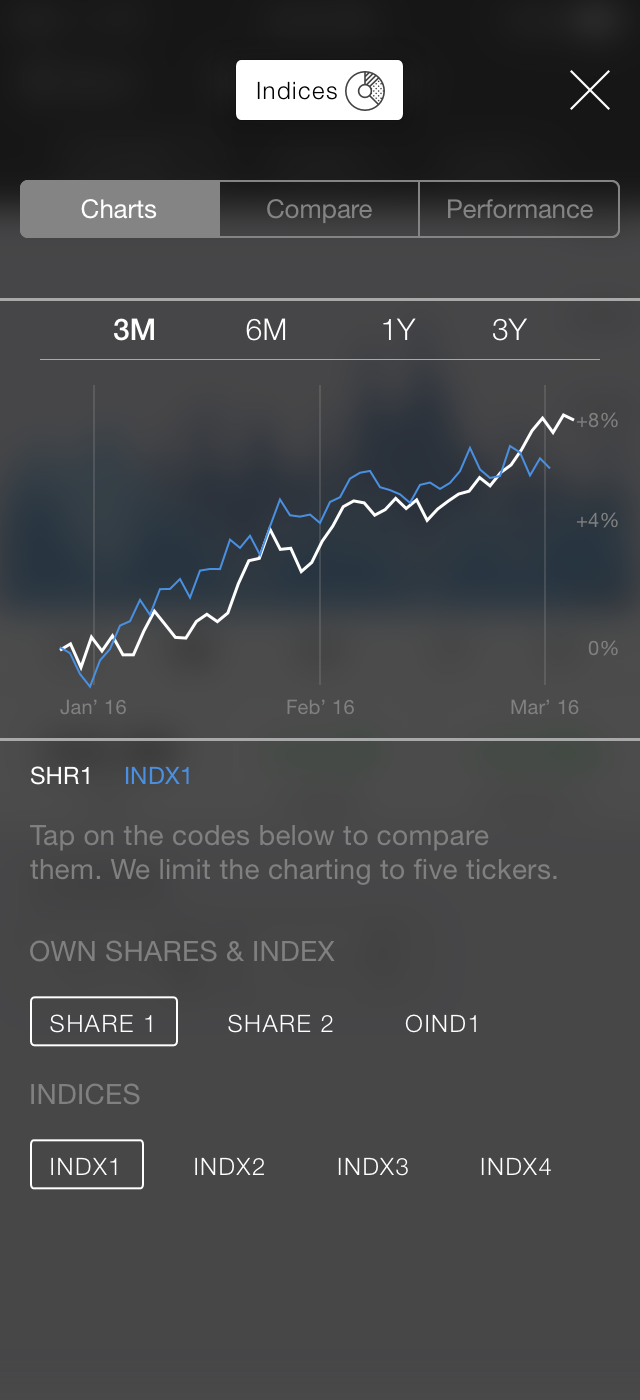 Indices
Charts Compare Performance
3M 6M 1Y 3Y
+8%
+4%
0%
Jan’ 16 Feb’ 16 Mar’ 16
SHR1 INDX1
Tap on the codes below to compare
them. We limit the charting to five tickers.
OWN SHARES & INDEX
SHARE 1 SHARE 2 OIND1
INDICES
INDX1 INDX2 INDX3 INDX4